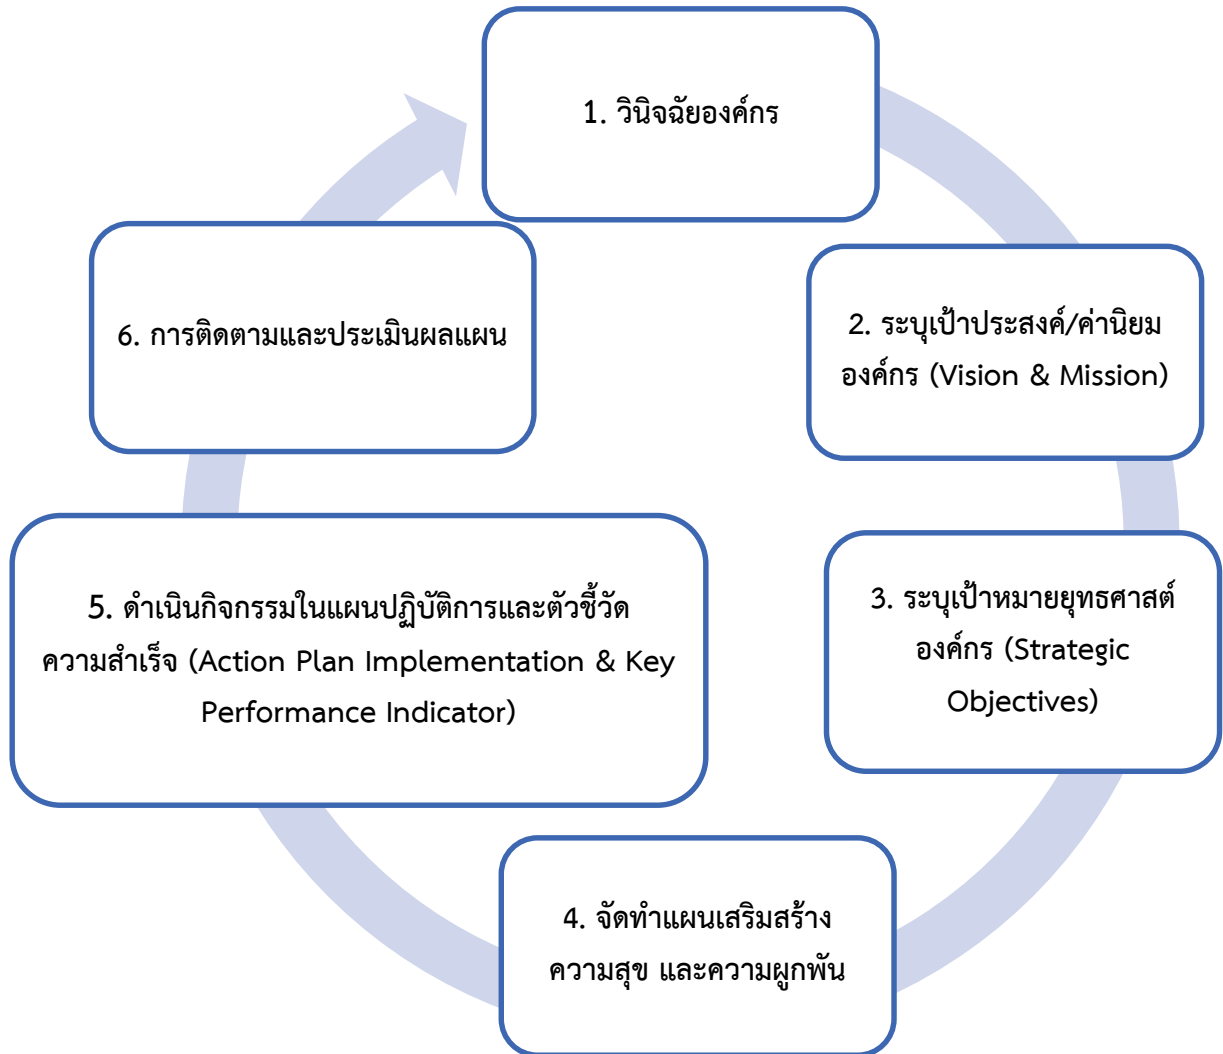 1. วินิจฉัยองค์กร
2. ระบุเป้าประสงค์/ค่านิยม
องค์กร (Vision & Mission)
3. ระบุเป้าหมายยุทธศาสต์
องค์กร (Strategic
Objectives)
4. จัดทำแผนเสริมสร้าง
ความสุข และความผูกพัน
5. ดำเนินกิจกรรมในแผนปฏิบัติการและตัวชี้วัด
ความสำเร็จ (Action Plan Implementation & Key
Performance Indicator)
6. การติดตามและประเมินผลแผน